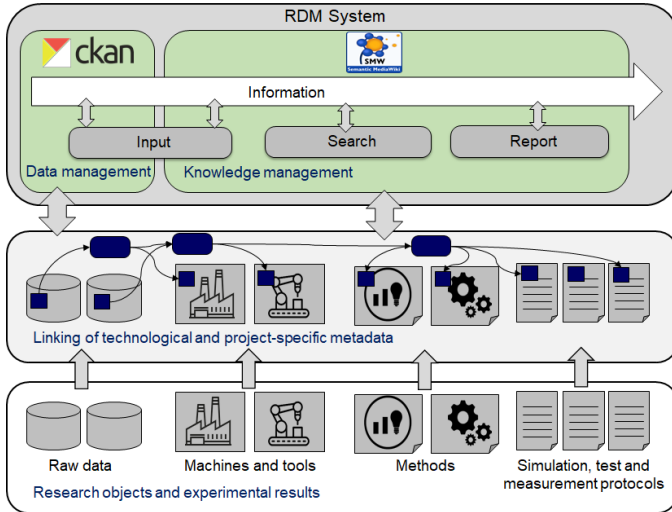 RDM System
ckan
SMW
Semantic MediaWiki
Information
Input
Search
Report
Data management
Knowledge management
Linking of technological and project-specific metadata
Raw data
Machines and tools
Methods
Simulation, test and
measurement protocols
Research objects and experimental results